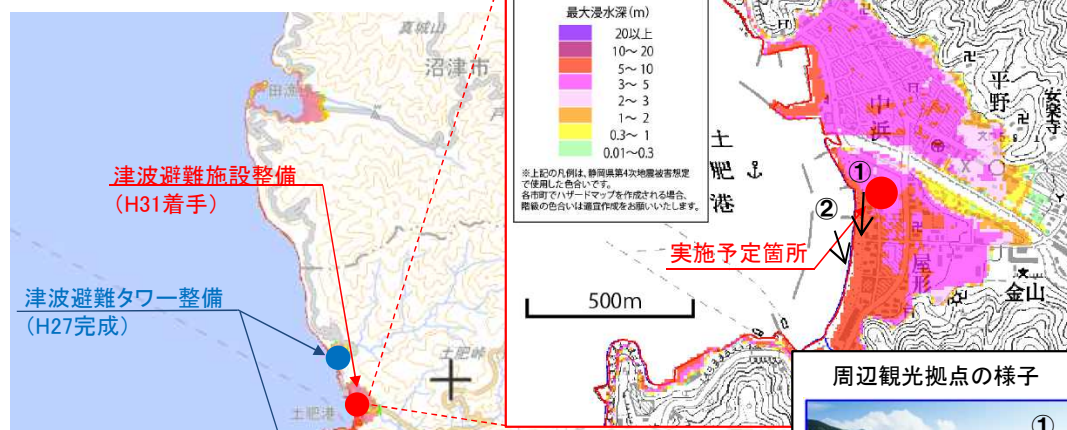 真城山
沼津市
戸
戸田漁港
津波避難施設整備
（H31着手）
津波避難タワー整備
（H27完成）
土肥峠
土肥港
最大浸水深(m)
20以上
10～20
5～10
3～5
2～3
1～2
0.3～1
0.01～0.3
※上記の凡例は、静岡県第4次地震被害想定
で使用した色合いです。
各市町でハザードマップを作成される場合、
階級の色合いは適宜作成をお願いいたします。
土肥港
中浜
平野
安楽寺
①
②
実施予定箇所
屋形
金山
500m
周辺観光拠点の様子
①